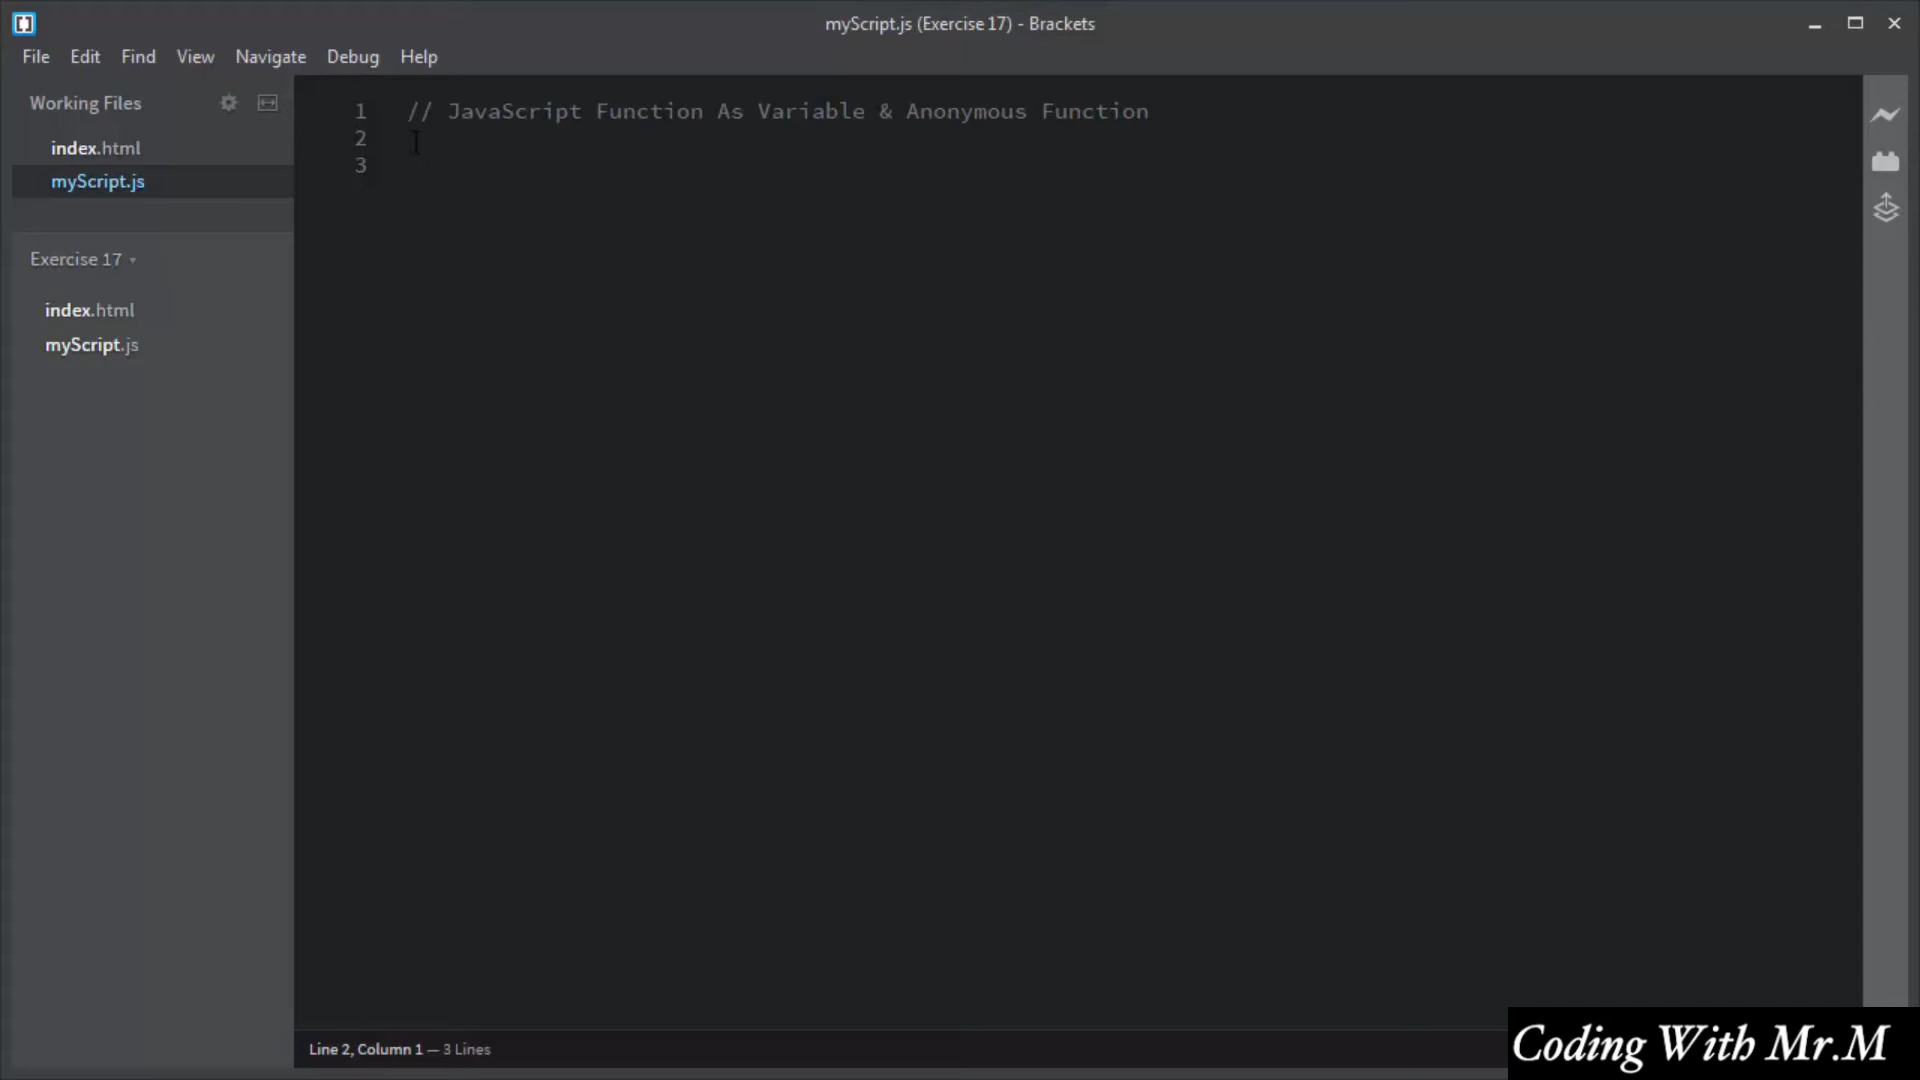 myScript.js (Exercise 17) - Brackets
File Edit Find View Navigate Debug Help
Working Files
index.html
myScript.js
Exercise 17
index.html
myScript.js
1 // JavaScript Function As Variable & Anonymous Function
2
3
Line 2, Column 1 — 3 Lines
Coding With Mr.M